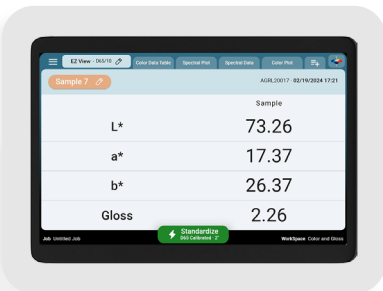 EZ View - D65/10 Color Data Table Spectral Plot Spectral Data Color Plot
Sample 7 AGRL20017 - 02/19/2024 17:21
Sample
L* 73.26
a* 17.37
b* 26.37
Gloss 2.26
Standardize
D65 Calibrated - 2°
Job Untitled Job WorkSpace Color and Gloss